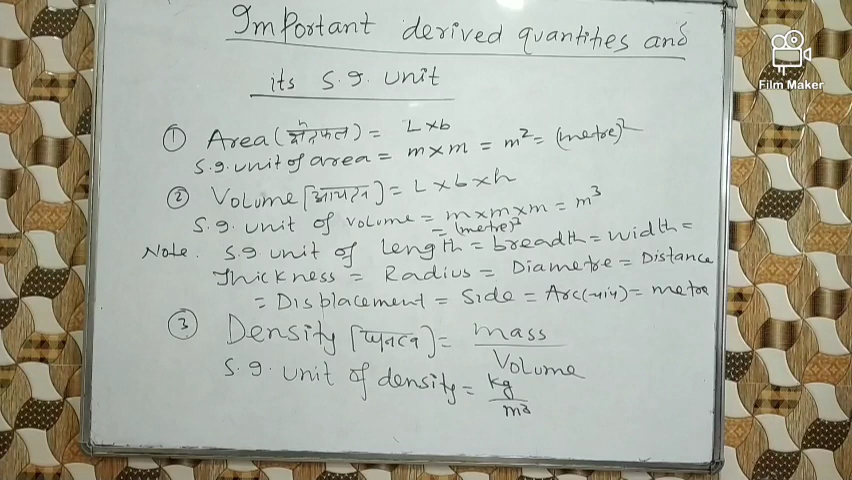 Important derived quantities and
Film Maker
its S.I. unit
① Area (क्षेत्रफल) = L×b
S.I. unit of area = m×m = m² = (metre)²
② Volume [आयतन] = L×b×h
S.I. unit of volume = m×m×m = m³
= (metre)³
Note. S.I unit of length = breadth = width =
Thickness = Radius = Diametre = Distance
= Displacement = Side = Arc(चाप) = metre
③ Density [घनत्व] = mass
Volume
S.I. unit of density = kg
m³